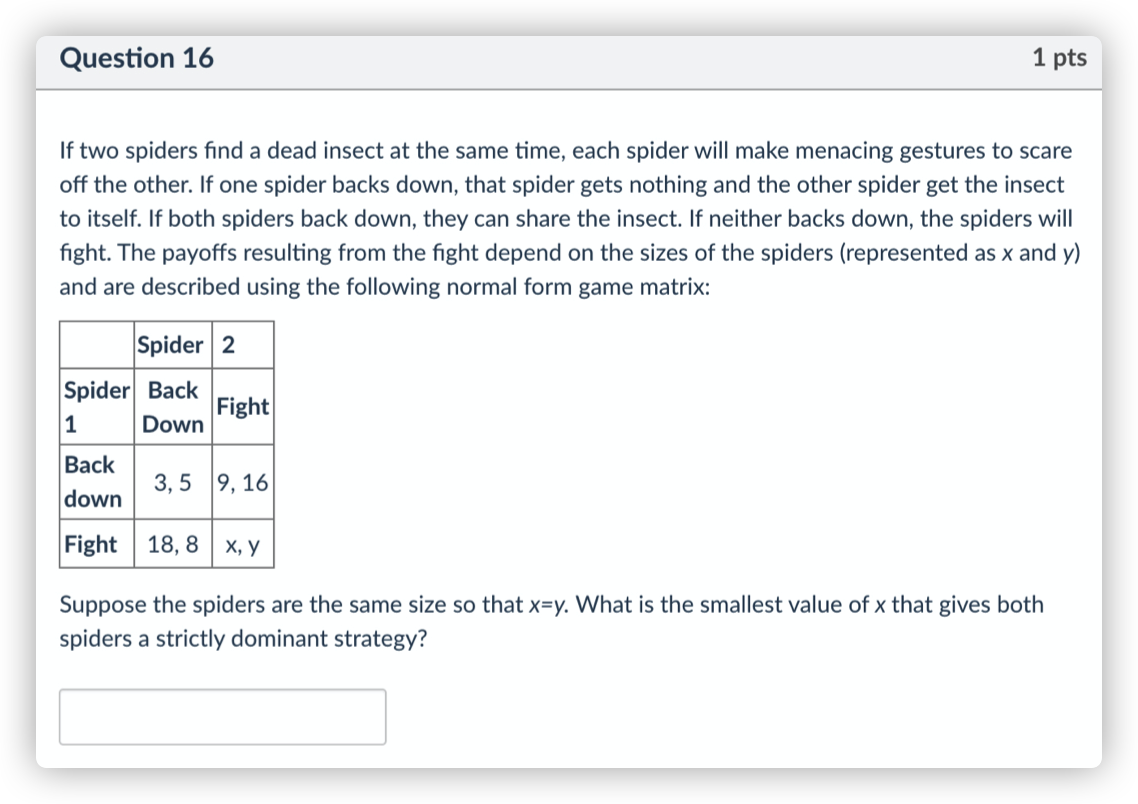 Question 16
1 pts
If two spiders find a dead insect at the same time, each spider will make menacing gestures to scare
off the other. If one spider backs down, that spider gets nothing and the other spider get the insect
to itself. If both spiders back down, they can share the insect. If neither backs down, the spiders will
fight. The payoffs resulting from the fight depend on the sizes of the spiders (represented as x and y)
and are described using the following normal form game matrix:
Spider 2
Spider Back
Fight
1 Down
Back
3, 5 9, 16
down
Fight 18, 8 x, y
Suppose the spiders are the same size so that x=y. What is the smallest value of x that gives both
spiders a strictly dominant strategy?